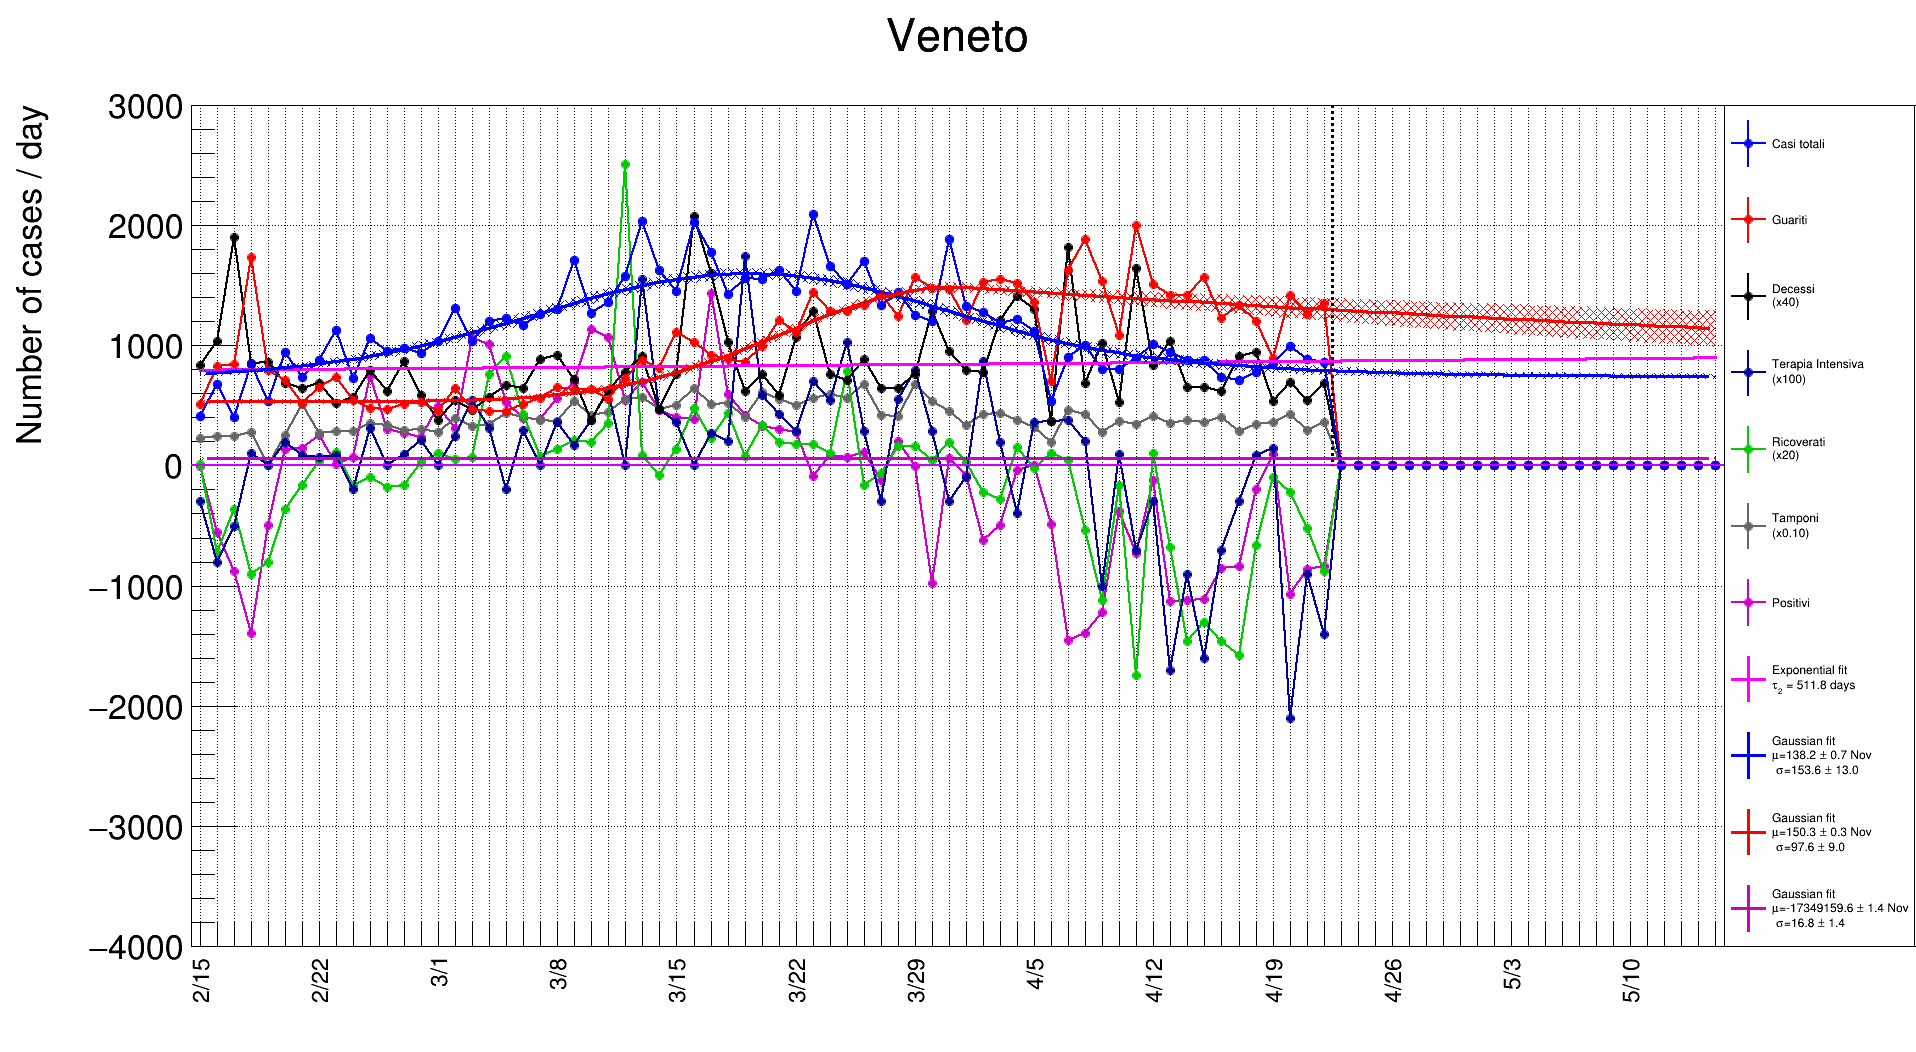 Veneto
Number of cases / day
3000
2000
1000
0
−1000
−2000
−3000
−4000
2/15
2/22
3/1
3/8
3/15
3/22
3/29
4/5
4/12
4/19
4/26
5/3
5/10
Casi totali
Guariti
Decessi
(x40)
Terapia Intensiva
(x100)
Ricoverati
(x20)
Tamponi
(x0.10)
Positivi
Exponential fit
τ2 = 511.8 days
Gaussian fit
μ=138.2 ± 0.7 Nov
σ=153.6 ± 13.0
Gaussian fit
μ=150.3 ± 0.3 Nov
σ=97.6 ± 9.0
Gaussian fit
μ=-17349159.6 ± 1.4 Nov
σ=16.8 ± 1.4